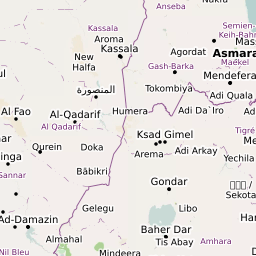 Anseba
Kassala
Semien-
Keih-Bahri
Aroma
Mas
Kassala
Agordat
Asmara
New
Halfa
Maekel
Gash-Barka
Mendefera
المنصورة
Tokombiya
Adi Quala
Al Fao
Humera
Adi Da`Iro
Al-Qadarif
Al Qadarif
Ksad Gimel
Tigré
Qurein
Doka
Arema
Adi Arkay
Yechila
inga
Bābikri
Sannar
Gondar
Sekota
Gelegu
Libo
Ad-Damazin
Baher Dar
Almahal
Tis Abay
Amhara
Nil Bleu
Mindeera